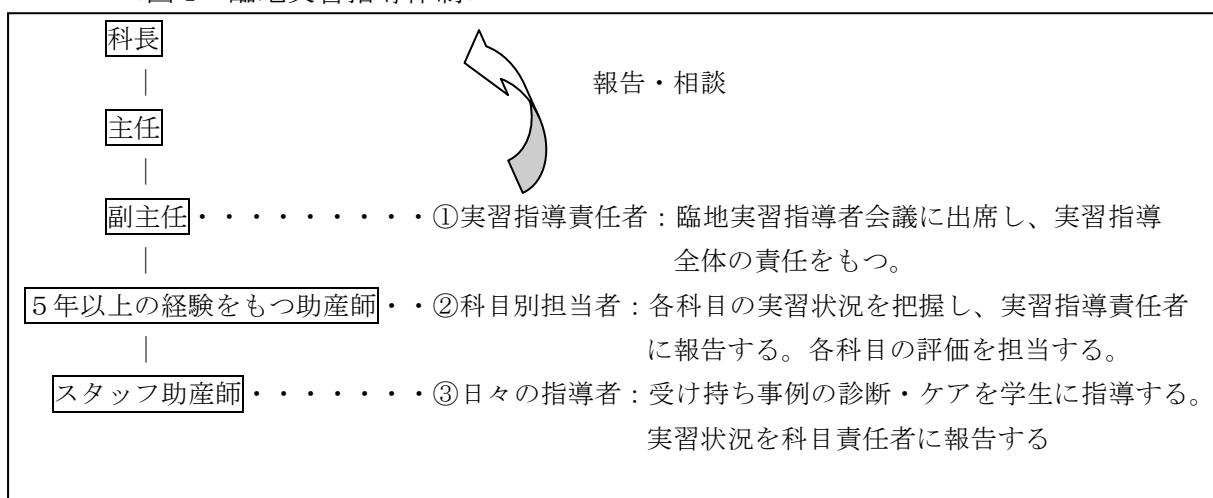 科長
｜
報告・相談
主任
｜
副主任・・・・・・・・・①実習指導責任者：臨地実習指導者会議に出席し、実習指導
｜
全体の責任をもつ。
５年以上の経験をもつ助産師・・②科目別担当者：各科目の実習状況を把握し、実習指導責任者
｜
に報告する。各科目の評価を担当する。
スタッフ助産師・・・・・・・③日々の指導者：受け持ち事例の診断・ケアを学生に指導する。
実習状況を科目責任者に報告する